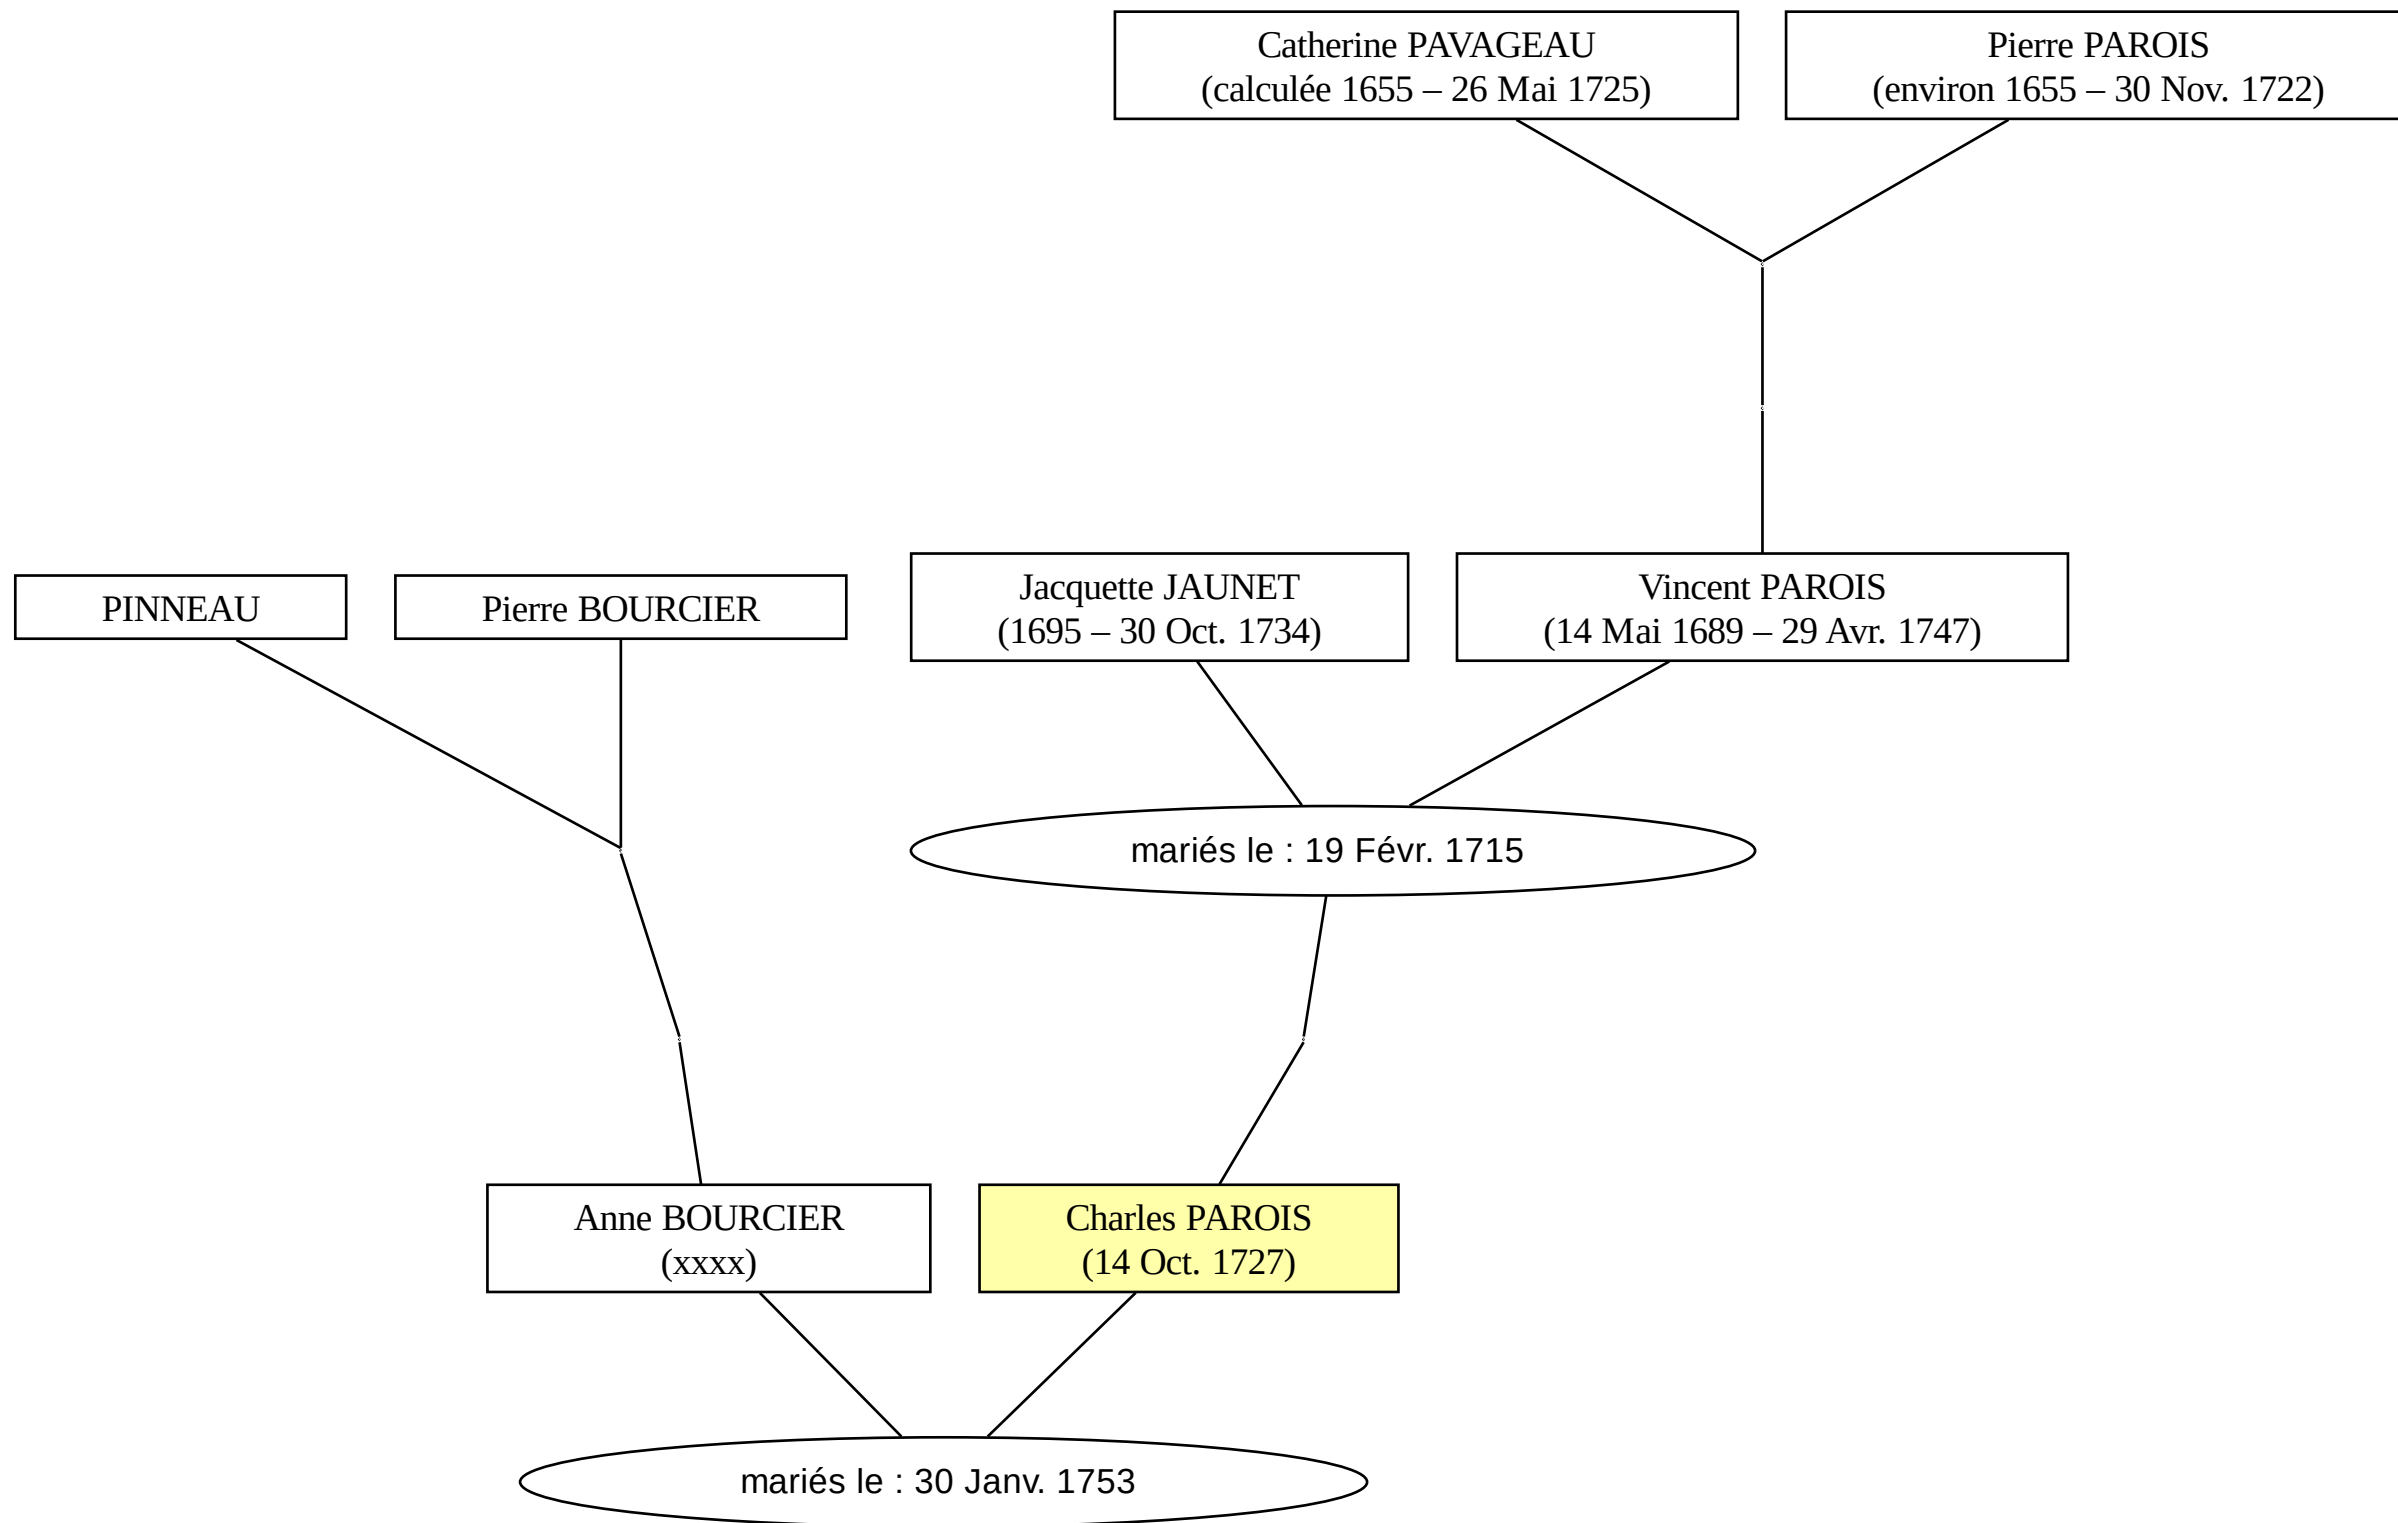 Catherine PAVAGEAU
(calculée 1655 – 26 Mai 1725)
Pierre PAROIS
(environ 1655 – 30 Nov. 1722)
PINNEAU
Pierre BOURCIER
Jacquette JAUNET
(1695 – 30 Oct. 1734)
Vincent PAROIS
(14 Mai 1689 – 29 Avr. 1747)
mariés le : 19 Févr. 1715
Anne BOURCIER
(xxxx)
Charles PAROIS
(14 Oct. 1727)
mariés le : 30 Janv. 1753